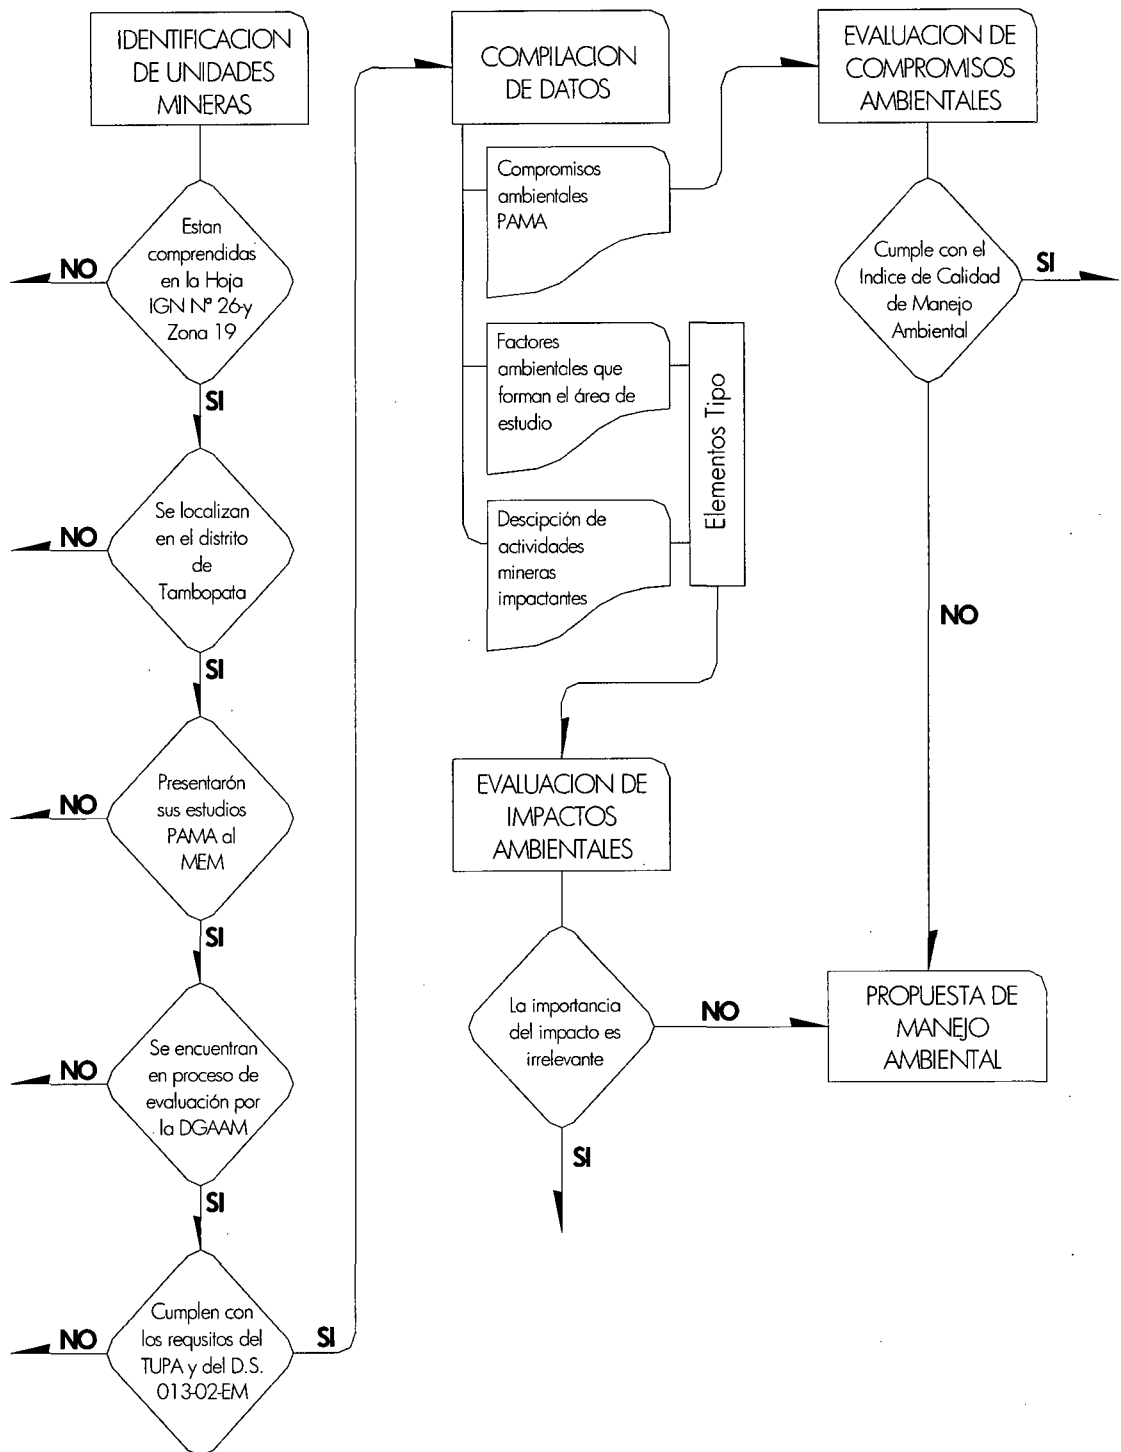 IDENTIFICACION
DE UNIDADES
MINERAS
Estan
comprendidas
en la Hoja
IGN Nº 26-y
Zona 19
NO
SI
Se localizan
en el distrito
de
Tambopata
NO
SI
Presentarón
sus estudios
PAMA al
MEM
NO
SI
Se encuentran
en proceso de
evaluación por
la DGAAM
NO
SI
Cumplen con
los requsitos del
TUPA y del D.S.
013-02-EM
NO
SI
COMPILACION
DE DATOS
Compromisos
ambientales
PAMA
Factores
ambientales que
forman el área de
estudio
Descipción de
actividades
mineras
impactantes
Elementos Tipo
EVALUACION DE
IMPACTOS
AMBIENTALES
La importancia
del impacto es
irrelevante
NO
SI
EVALUACION DE
COMPROMISOS
AMBIENTALES
Cumple con el
Indice de Calidad
de Manejo
Ambiental
SI
NO
PROPUESTA DE
MANEJO
AMBIENTAL